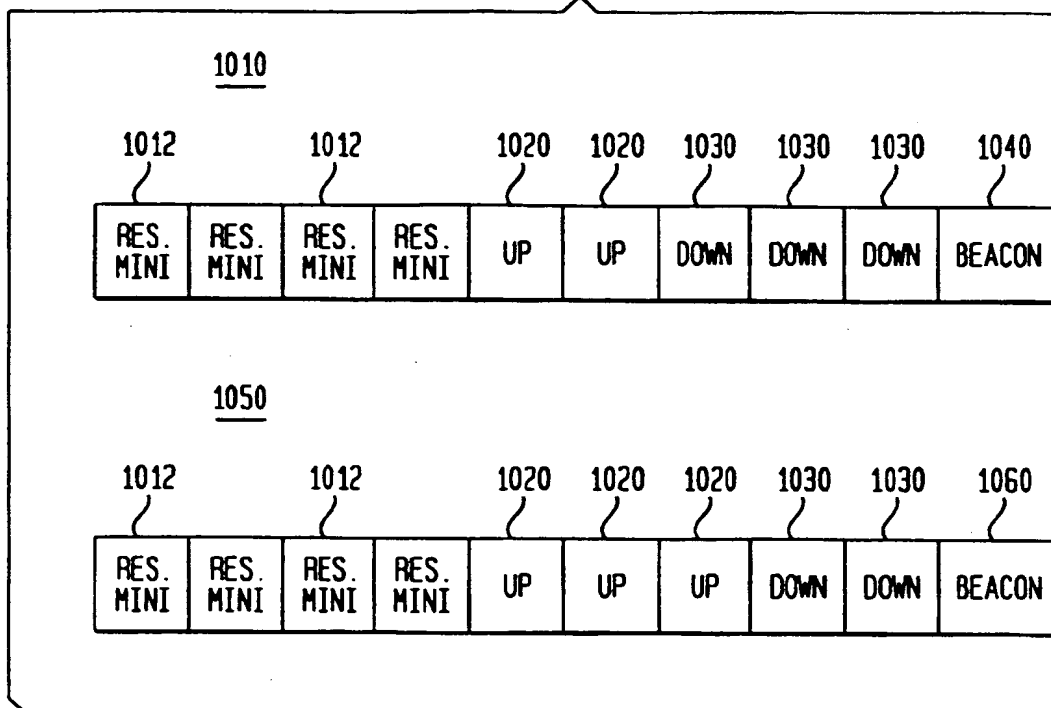 1010
1012 1012 1020 1020 1030 1030 1030 1040
RES. MINI RES. MINI RES. MINI RES. MINI UP UP DOWN DOWN DOWN BEACON
1050
1012 1012 1020 1020 1020 1030 1030 1060
RES. MINI RES. MINI RES. MINI RES. MINI UP UP UP DOWN DOWN BEACON